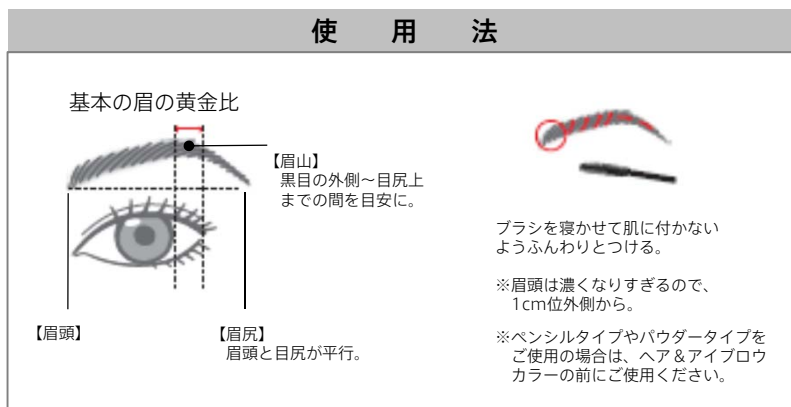 使 用 法
基本の眉の黄金比
【眉山】
黒目の外側～目尻上
までの間を目安に。
【眉頭】
【眉尻】
眉頭と目尻が平行。
ブラシを寝かせて肌に付かない
ようふんわりとつける。
※眉頭は濃くなりすぎるので、
1cm位外側から。
※ペンシルタイプやパウダータイプを
ご使用の場合は、ヘア＆アイブロウ
カラーの前にご使用ください。